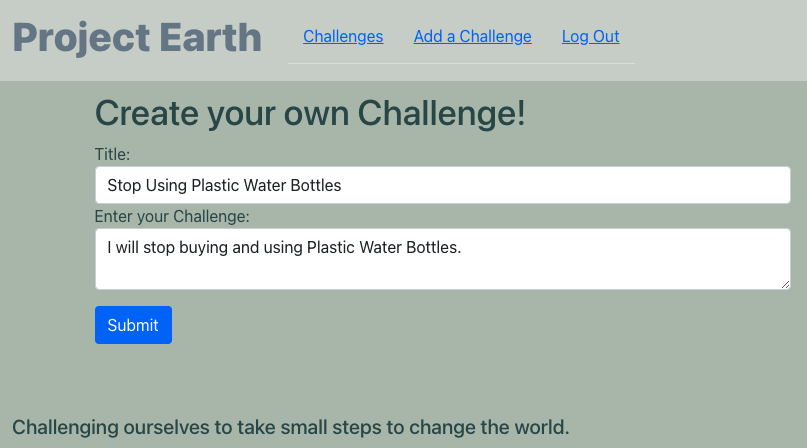 Project Earth
Challenges
Add a Challenge
Log Out
Create your own Challenge!
Title:
Stop Using Plastic Water Bottles
Enter your Challenge:
I will stop buying and using Plastic Water Bottles.
Submit
Challenging ourselves to take small steps to change the world.